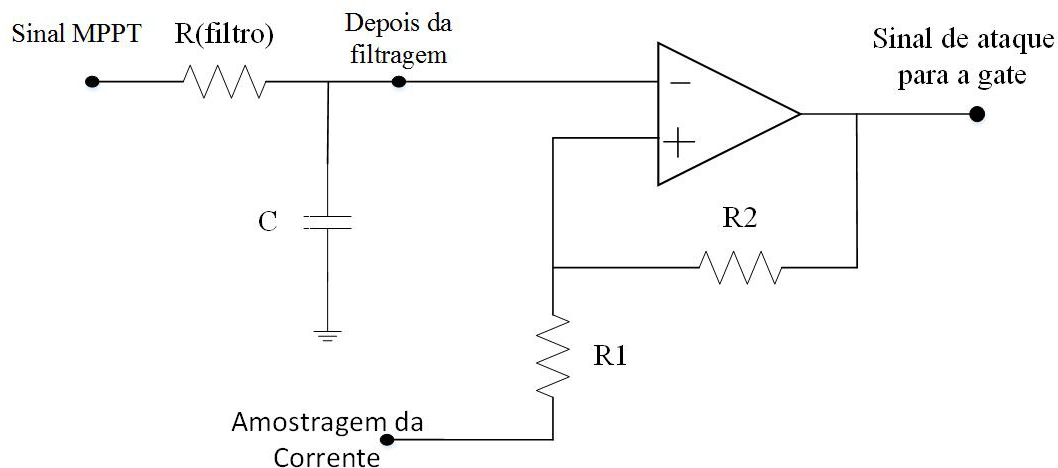 Sinal MPPT
R(filtro)
Depois da
filtragem
Sinal de ataque
para a gate
C
R2
R1
Amostragem da
Corrente